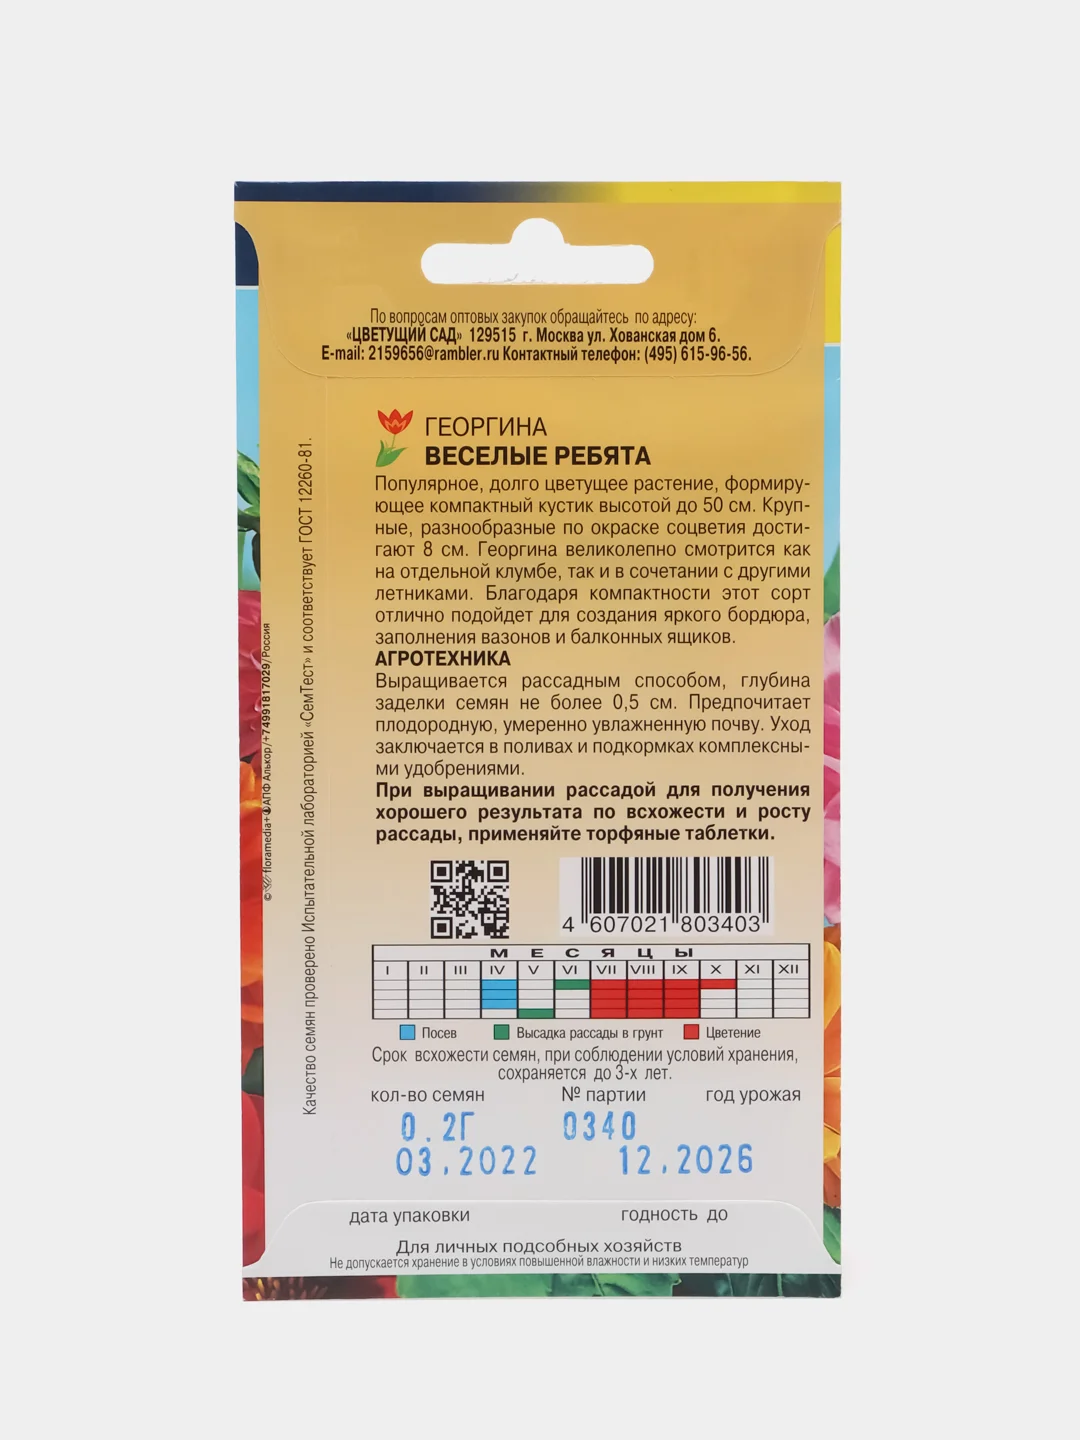 По вопросам оптовых закупок обращайтесь по адресу:
«ЦВЕТУЩИЙ САД» 129515 г. Москва ул. Хованская дом 6.
E-mail: 2159656@rambler.ru Контактный телефон: (495) 615-96-56.
ГЕОРГИНА
ВЕСЕЛЫЕ РЕБЯТА
Популярное, долго цветущее растение, формирую-
ющее компактный кустик высотой до 50 см. Круп-
ные, разнообразные по окраске соцветия дости-
гают 8 см. Георгина великолепно смотрится как
на отдельной клумбе, так и в сочетании с другими
летниками. Благодаря компактности этот сорт
отлично подойдет для создания яркого бордюра,
заполнения вазонов и балконных ящиков.
АГРОТЕХНИКА
Выращивается рассадным способом, глубина
заделки семян не более 0,5 см. Предпочитает
плодородную, умеренно увлажненную почву. Уход
заключается в поливах и подкормках комплексны-
ми удобрениями.
При выращивании рассадой для получения
хорошего результата по всхожести и росту
рассады, применяйте торфяные таблетки.
4 607021 803403
МЕСЯЦЫ
I II III IV V VI VII VIII IX X XI XII
Посев Высадка рассады в грунт Цветение
Срок всхожести семян, при соблюдении условий хранения,
сохраняется до 3-х лет.
кол-во семян № партии год урожая
0.2Г 0340
03.2022 12.2026
дата упаковки годность до
Для личных подсобных хозяйств
Не допускается хранение в условиях повышенной влажности и низких температур
Качество семян проверено Испытательной лабораторией «СемТест» и соответствует ГОСТ 12260-81.
© floramedia+АПФ Алькор/+74991817029/Россия